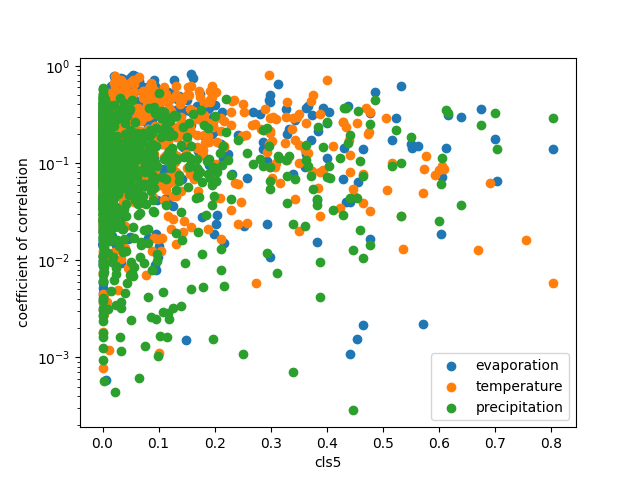 10⁰
10⁻¹
10⁻²
10⁻³
coefficient of correlation
0.0 0.1 0.2 0.3 0.4 0.5 0.6 0.7 0.8
cls5
evaporation
temperature
precipitation